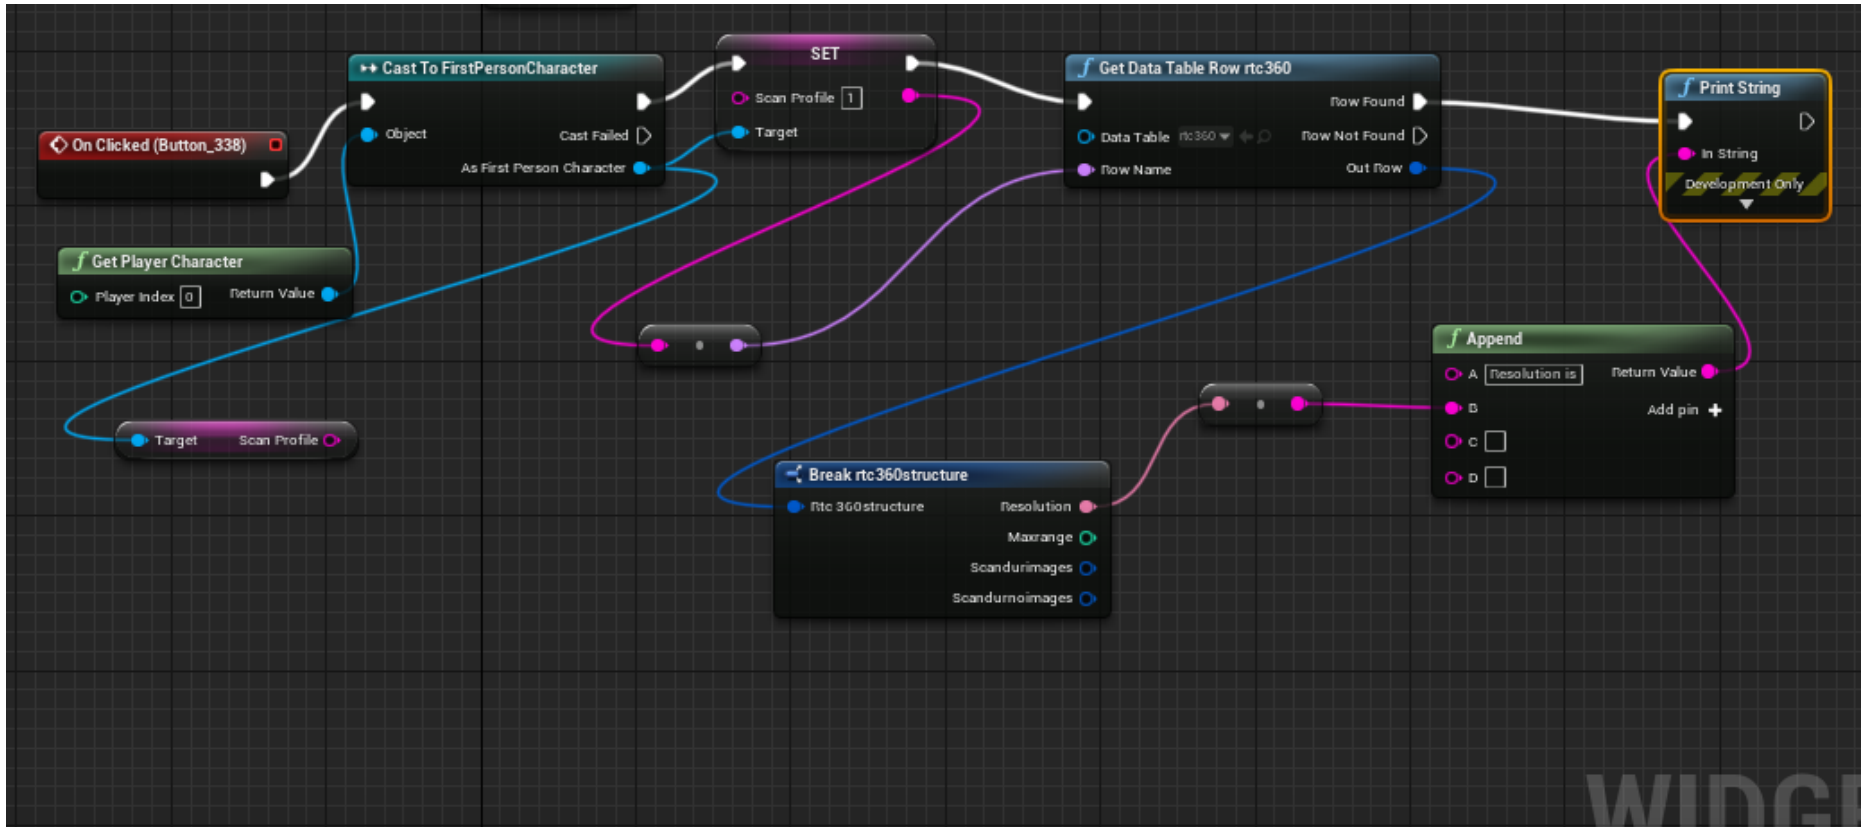 On Clicked (Button_338)
Cast To FirstPersonCharacter
Object
Cast Failed
As First Person Character
SET
Scan Profile 1
Target
Get Data Table Row rtc360
Row Found
Data Table rtc360
Row Not Found
Row Name
Out Row
Print String
In String
Development Only
Get Player Character
Player Index 0
Return Value
Target Scan Profile
Break rtc360structure
Rtc 360structure
Resolution
Maxrange
Scandurimages
Scandurnoimages
Append
A Resolution is
Return Value
B
Add pin
C
D
WIDGE